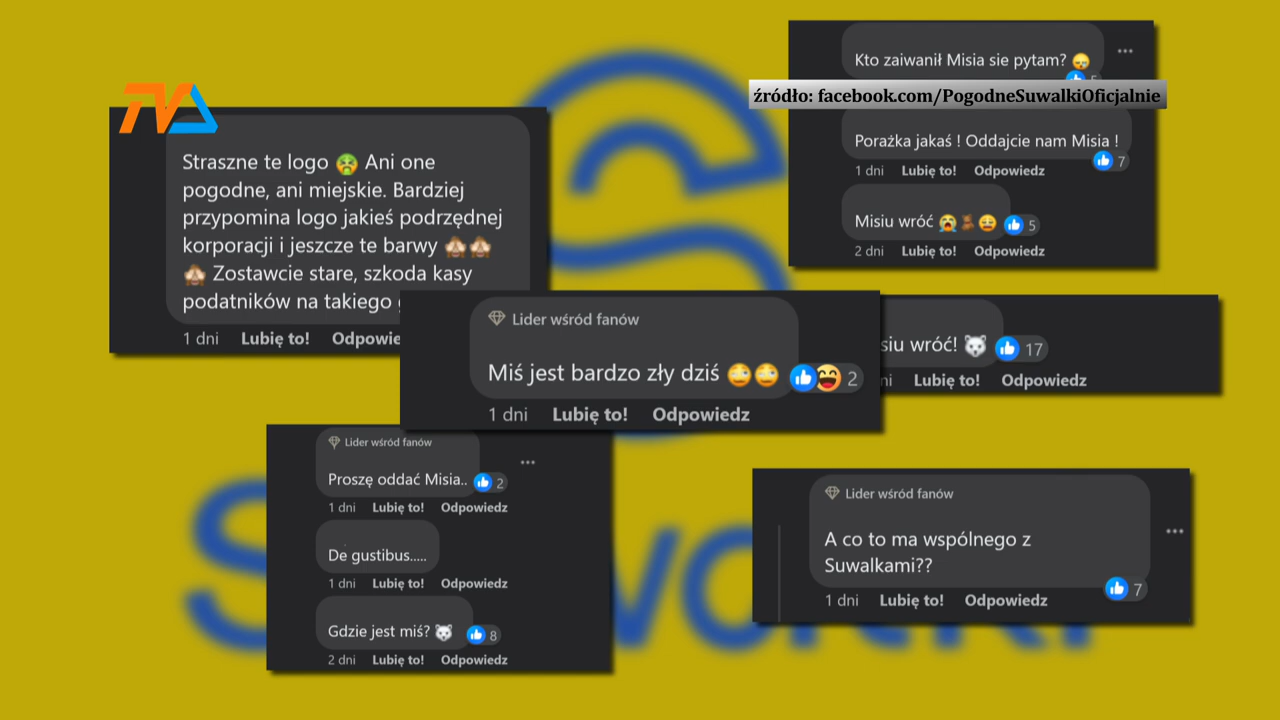 TVA
Straszne te logo 🤮 Ani one
pogodne, ani miejskie. Bardziej
przypomina logo jakieś podrzędnej
korporacji i jeszcze te barwy 🙈🙈
🙈 Zostawcie stare, szkoda kasy
podatników na takiego
1 dni Lubię to!
Kto zaiwanił Misia sie pytam? 😪
źródło: facebook.com/PogodneSuwalkiOficjalnie
Porażka jakaś ! Oddajcie nam Misia !
7
1 dni Lubię to! Odpowiedz
Misiu wróć 😭🧸😫 5
2 dni Lubię to! Odpowiedz
Lider wśród fanów
Miś jest bardzo zły dziś 🙄🙄 2
1 dni Lubię to! Odpowiedz
wróć! 🐻‍❄️ 17
Lubię to! Odpowiedz
Lider wśród fanów
Proszę oddać Misia.. 2
1 dni Lubię to! Odpowiedz
De gustibus.....
1 dni Lubię to! Odpowiedz
Gdzie jest miś? 🐻‍❄️ 8
2 dni Lubię to! Odpowiedz
Lider wśród fanów
A co to ma wspólnego z
Suwalkami??
7
1 dni Lubię to! Odpowiedz